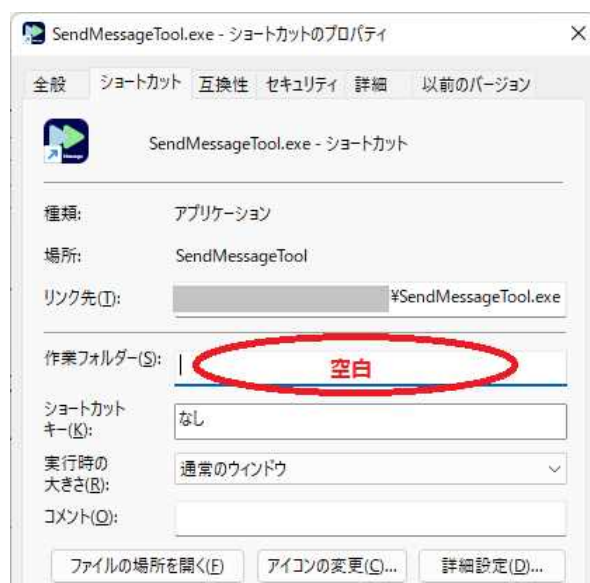 SendMessageTool.exe - ショートカットのプロパティ
全般 ショートカット 互換性 セキュリティ 詳細 以前のバージョン
Message
SendMessageTool.exe - ショートカット
種類: アプリケーション
場所: SendMessageTool
リンク先(T): ¥SendMessageTool.exe
作業フォルダー(S): 空白
ショートカット
キー(K): なし
実行時の
大きさ(R): 通常のウィンドウ
コメント(O):
ファイルの場所を開く(F) アイコンの変更(C)... 詳細設定(D)...